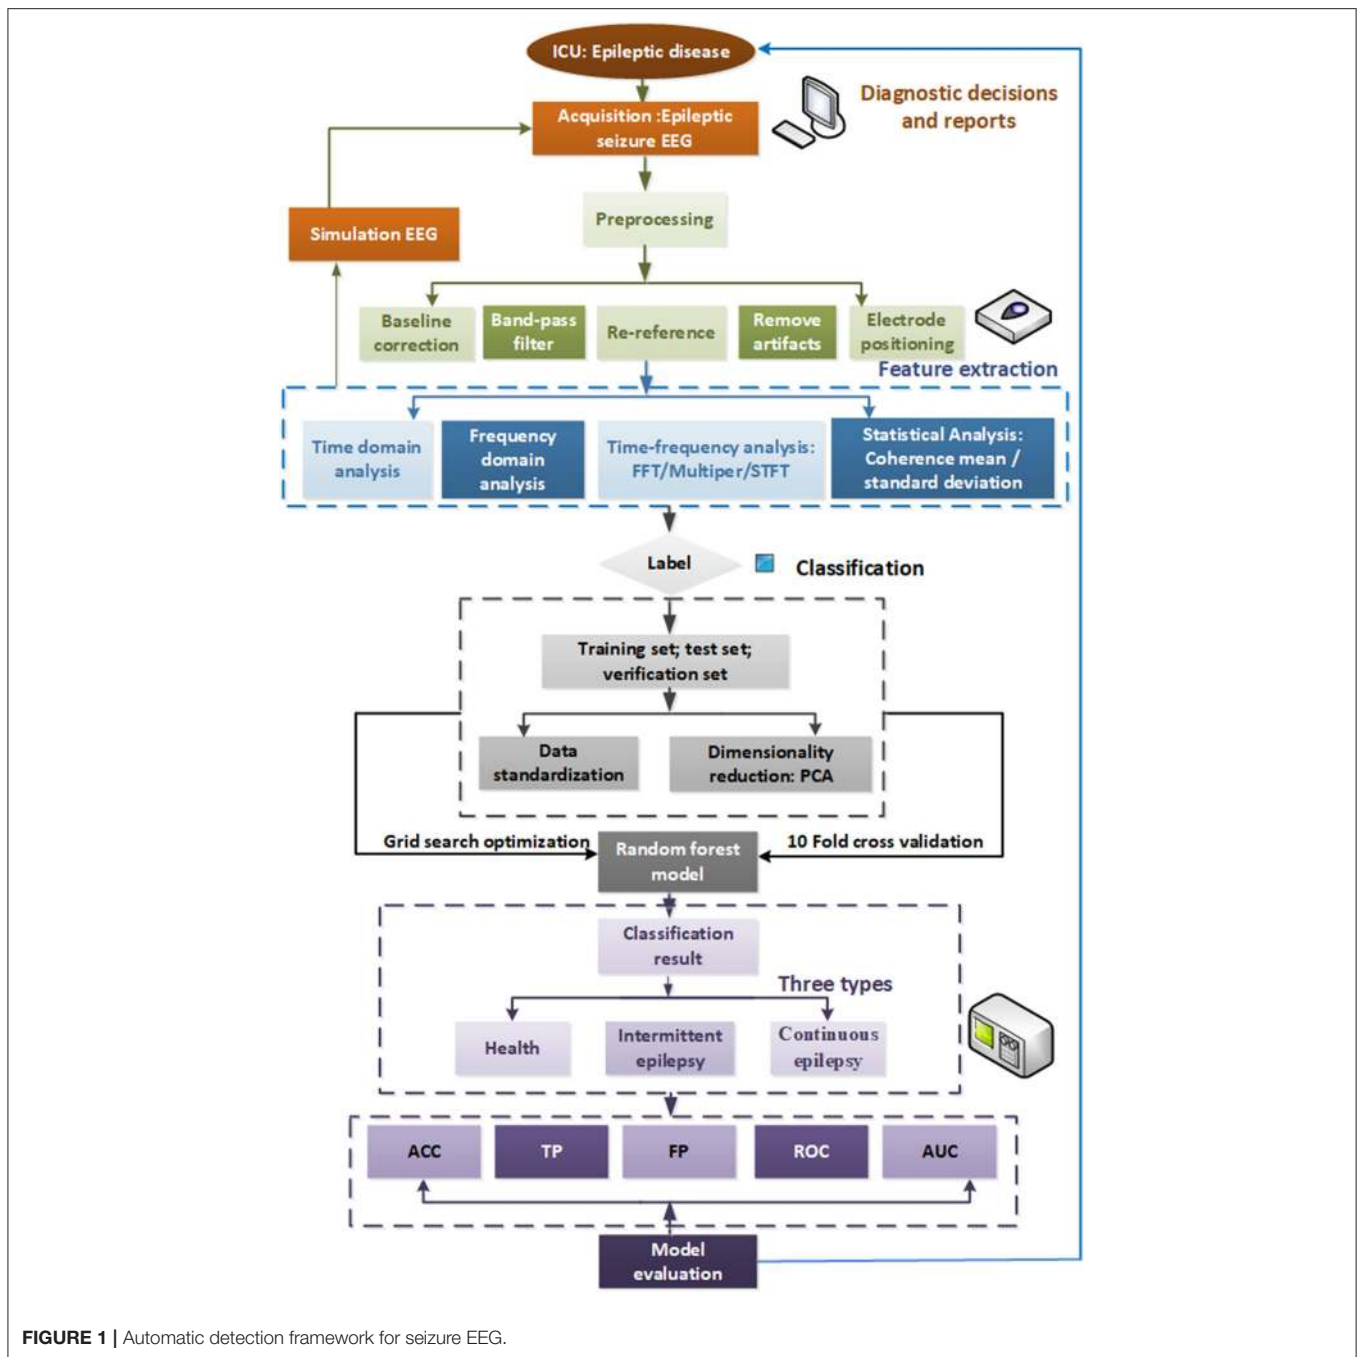 ICU: Epileptic disease
Diagnostic decisions
and reports
Acquisition :Epileptic
seizure EEG
Preprocessing
Simulation EEG
Baseline
correction
Band-pass
filter
Re-reference
Remove
artifacts
Electrode
positioning
Feature extraction
Time domain
analysis
Frequency
domain
analysis
Time-frequency analysis:
FFT/Multiper/STFT
Statistical Analysis:
Coherence mean /
standard deviation
Label
Classification
Training set; test set;
verification set
Data
standardization
Dimensionality
reduction: PCA
Grid search optimization
Random forest
model
10 Fold cross validation
Classification
result
Three types
Health
Intermittent
epilepsy
Continuous
epilepsy
ACC
TP
FP
ROC
AUC
Model
evaluation
FIGURE 1 | Automatic detection framework for seizure EEG.